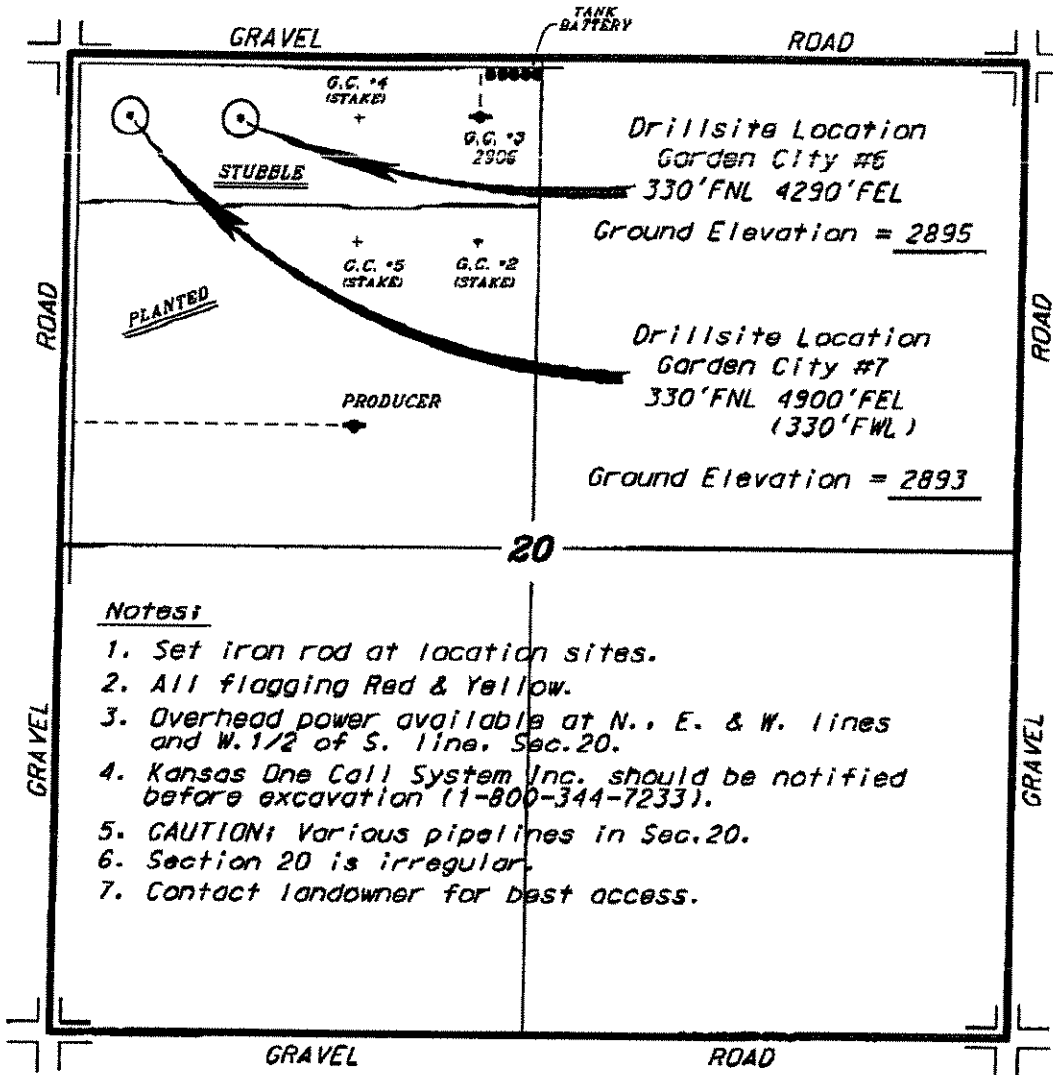 TANK
BATTERY
GRAVEL
ROAD
G.C. #4
(STAKE)
G.C. #3
2906
STUBBLE
Drillsite Location
Garden City #6
330'FNL 4290'FEL
Ground Elevation = 2895
G.C. #5
(STAKE)
G.C. #2
(STAKE)
PLANTED
ROAD
ROAD
Drillsite Location
Garden City #7
330'FNL 4900'FEL
(330'FWL)
PRODUCER
Ground Elevation = 2893
20
Notes:
1. Set iron rod at location sites.
2. All flagging Red & Yellow.
3. Overhead power available at N., E. & W. lines
and W.1/2 of S. line. Sec.20.
4. Kansas One Call System Inc. should be notified
before excavation (1-800-344-7233).
5. CAUTION: Various pipelines in Sec.20.
6. Section 20 is irregular.
7. Contact landowner for best access.
GRAVEL
GRAVEL
GRAVEL
ROAD